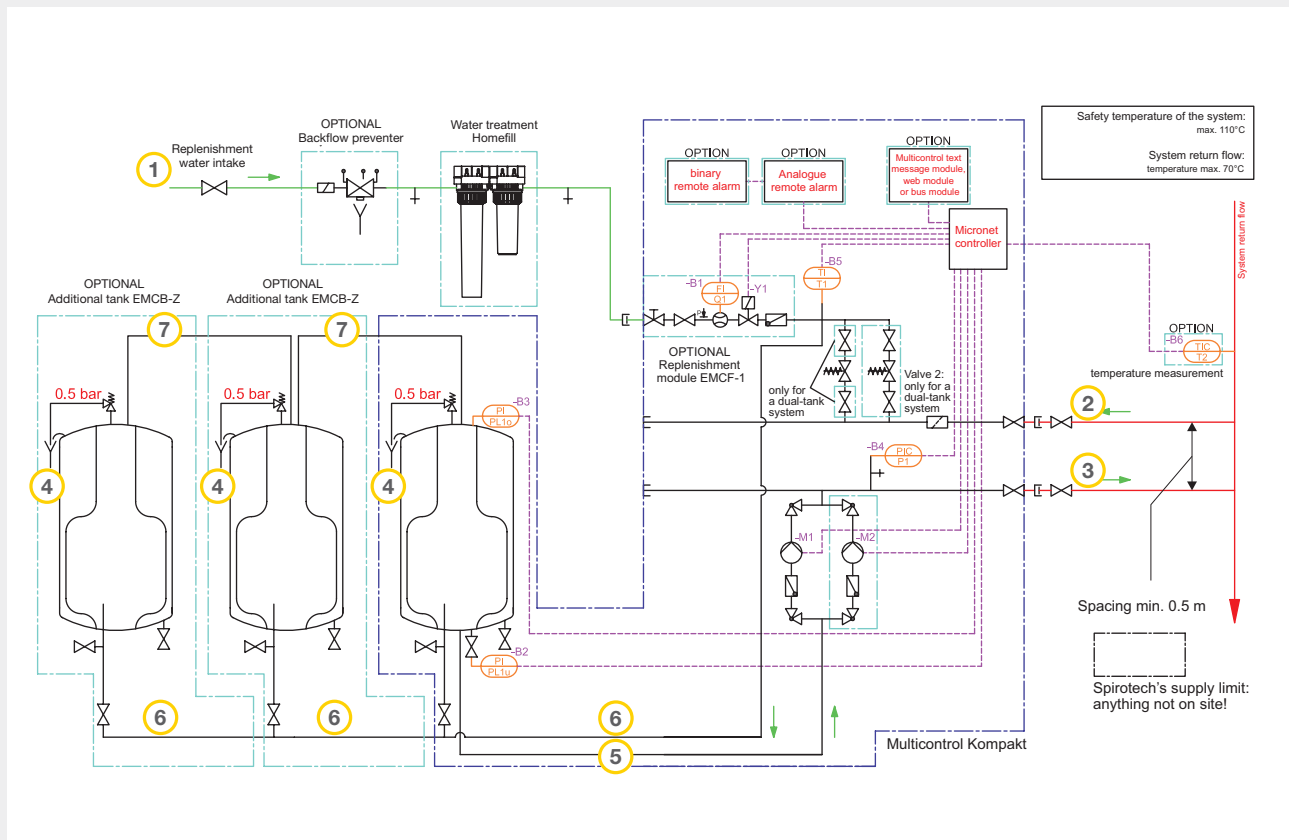 OPTIONAL
Backflow preventer
Water treatment
Homefill
Replenishment
water intake
1
Safety temperature of the system:
max. 110°C
System return flow:
temperature max. 70°C
OPTION
binary
remote alarm
OPTION
Analogue
remote alarm
OPTION
Multicontrol text
message module,
web module
or bus module
Micronet
controller
System return flow
OPTIONAL
Additional tank EMCB-Z
OPTIONAL
Additional tank EMCB-Z
–B1
FI
Q1
–Y1
–B5
TI
T1
7
7
OPTIONAL
Replenishment
module EMCF-1
OPTION
–B6
TIC
T2
temperature measurement
only for
a dual-tank
system
Valve 2:
only for a
dual-tank
system
0.5 bar
0.5 bar
0.5 bar
–B3
PI
PL1o
2
–B4
PIC
P1
3
4
4
4
–M1
–M2
Spacing min. 0.5 m
–B2
PI
PL1u
Spirotech's supply limit:
anything not on site!
6
6
6
5
Multicontrol Kompakt